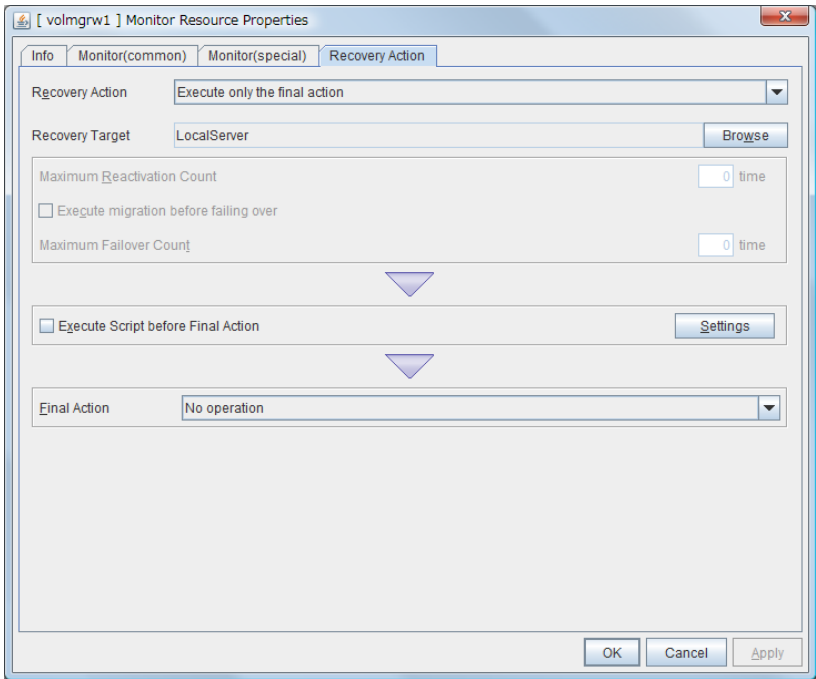 [ volmgrw1 ] Monitor Resource Properties
Info Monitor(common) Monitor(special) Recovery Action
Recovery Action Execute only the final action
Recovery Target LocalServer Browse
Maximum Reactivation Count 0 time
Execute migration before failing over
Maximum Failover Count 0 time
Execute Script before Final Action Settings
Final Action No operation
OK Cancel Apply